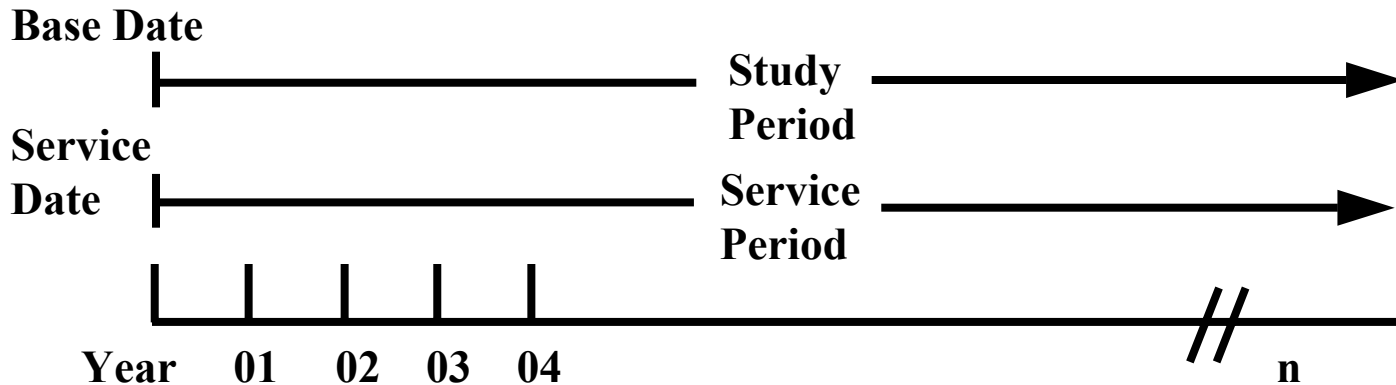 Base Date
Study
Period
Service
Date
Service
Period
Year 01 02 03 04 n